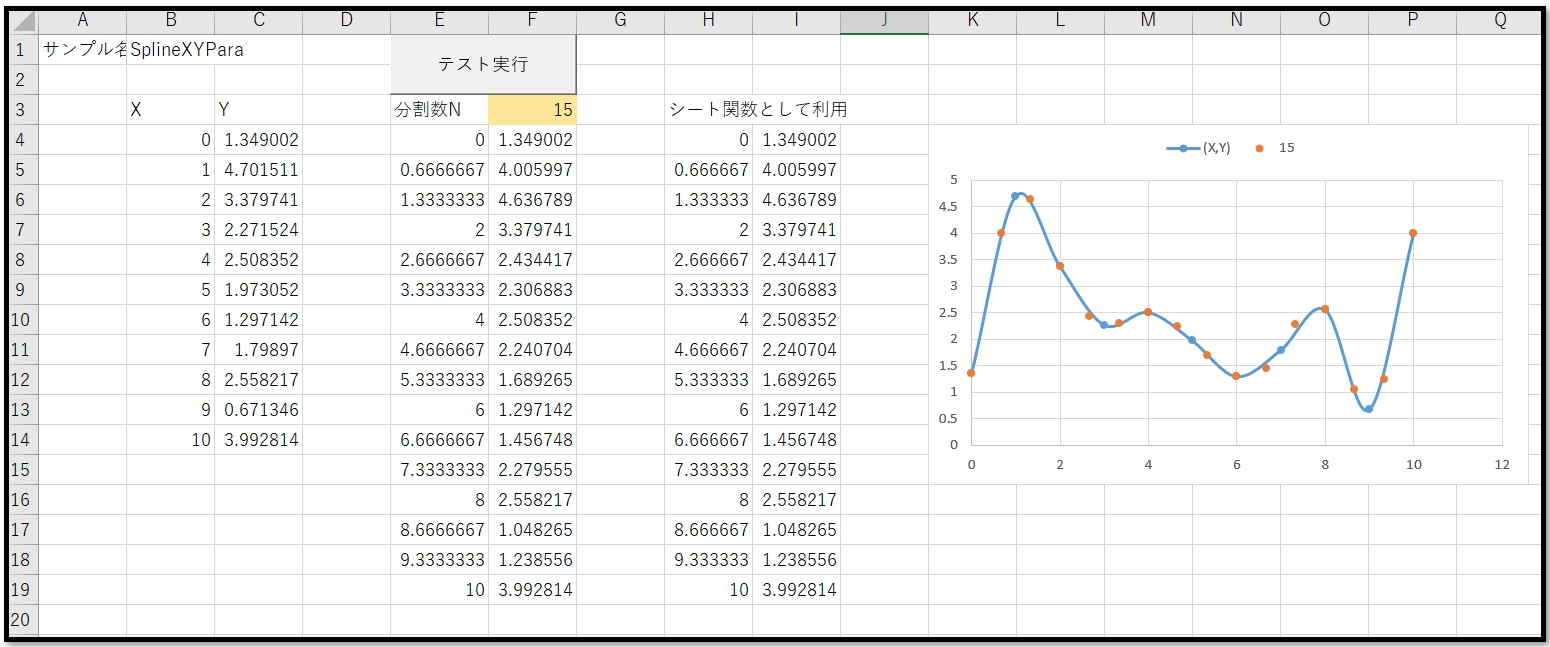 A B C D E F G H I J K L M N O P Q
1 サンプル名 SplineXYPara テスト実行
2
3 X Y 分割数N 15 シート関数として利用
4 0 1.349002 0 1.349002 0 1.349002
5 1 4.701511 0.6666667 4.005997 0.666667 4.005997
6 2 3.379741 1.3333333 4.636789 1.333333 4.636789
7 3 2.271524 2 3.379741 2 3.379741
8 4 2.508352 2.6666667 2.434417 2.666667 2.434417
9 5 1.973052 3.3333333 2.306883 3.333333 2.306883
10 6 1.297142 4 2.508352 4 2.508352
11 7 1.79897 4.6666667 2.240704 4.666667 2.240704
12 8 2.558217 5.3333333 1.689265 5.333333 1.689265
13 9 0.671346 6 1.297142 6 1.297142
14 10 3.992814 6.6666667 1.456748 6.666667 1.456748
15 7.3333333 2.279555 7.333333 2.279555
16 8 2.558217 8 2.558217
17 8.6666667 1.048265 8.666667 1.048265
18 9.3333333 1.238556 9.333333 1.238556
19 10 3.992814 10 3.992814
20
(X,Y) 15
5
4.5
4
3.5
3
2.5
2
1.5
1
0.5
0
0 2 4 6 8 10 12